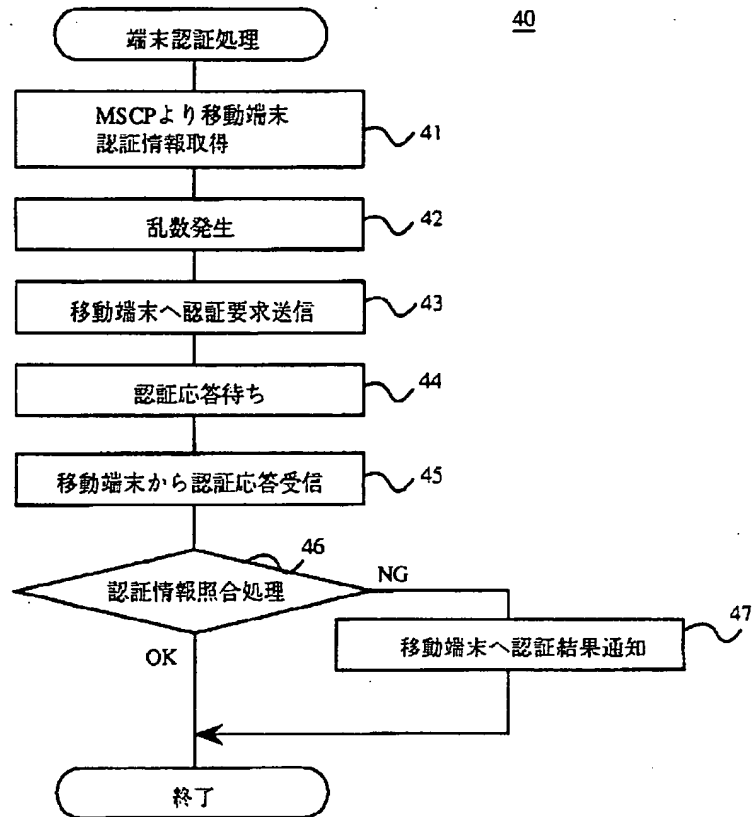 40
端末認証処理
MSCPより移動端末
認証情報取得
41
乱数発生
42
移動端末へ認証要求送信
43
認証応答待ち
44
移動端末から認証応答受信
45
46
認証情報照合処理
NG
47
移動端末へ認証結果通知
OK
終了